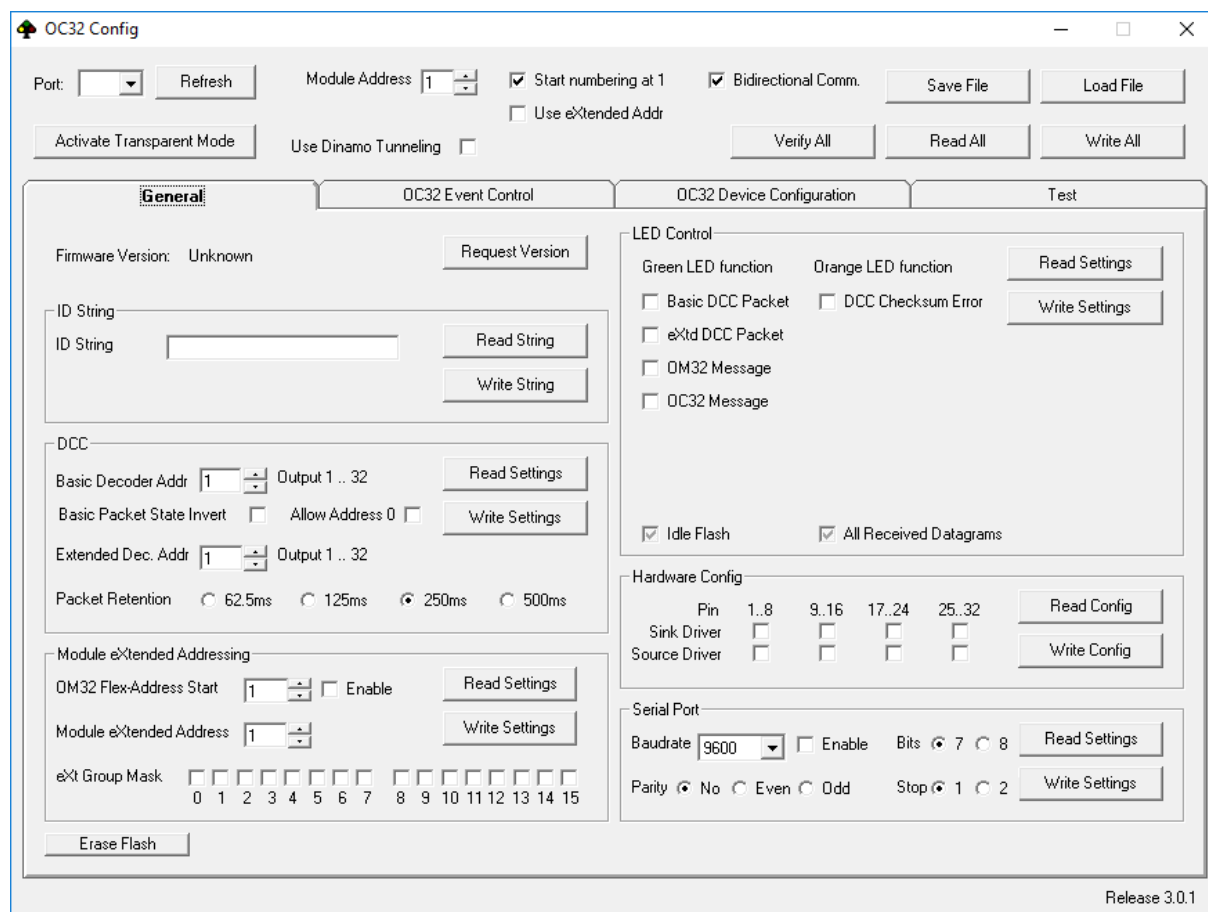 OC32 Config
Port: Refresh Module Address 1 Start numbering at 1 Bidirectional Comm. Save File Load File
Use eXtended Addr
Activate Transparent Mode Use Dinamo Tunneling Verify All Read All Write All
General OC32 Event Control OC32 Device Configuration Test
Firmware Version: Unknown Request Version
ID String
ID String Read String
Write String
DCC
Basic Decoder Addr 1 Output 1 .. 32 Read Settings
Basic Packet State Invert Allow Address 0 Write Settings
Extended Dec. Addr 1 Output 1 .. 32
Packet Retention 62.5ms 125ms 250ms 500ms
Module eXtended Addressing
OM32 Flex-Address Start 1 Enable Read Settings
Module eXtended Address 1 Write Settings
eXt Group Mask
0 1 2 3 4 5 6 7 8 9 10 11 12 13 14 15
Erase Flash
LED Control
Green LED function Orange LED function Read Settings
Basic DCC Packet DCC Checksum Error Write Settings
eXtd DCC Packet
OM32 Message
OC32 Message
Idle Flash All Received Datagrams
Hardware Config
Pin 1..8 9..16 17..24 25..32 Read Config
Sink Driver
Source Driver Write Config
Serial Port
Baudrate 9600 Enable Bits 7 8 Read Settings
Parity No Even Odd Stop 1 2 Write Settings
Release 3.0.1